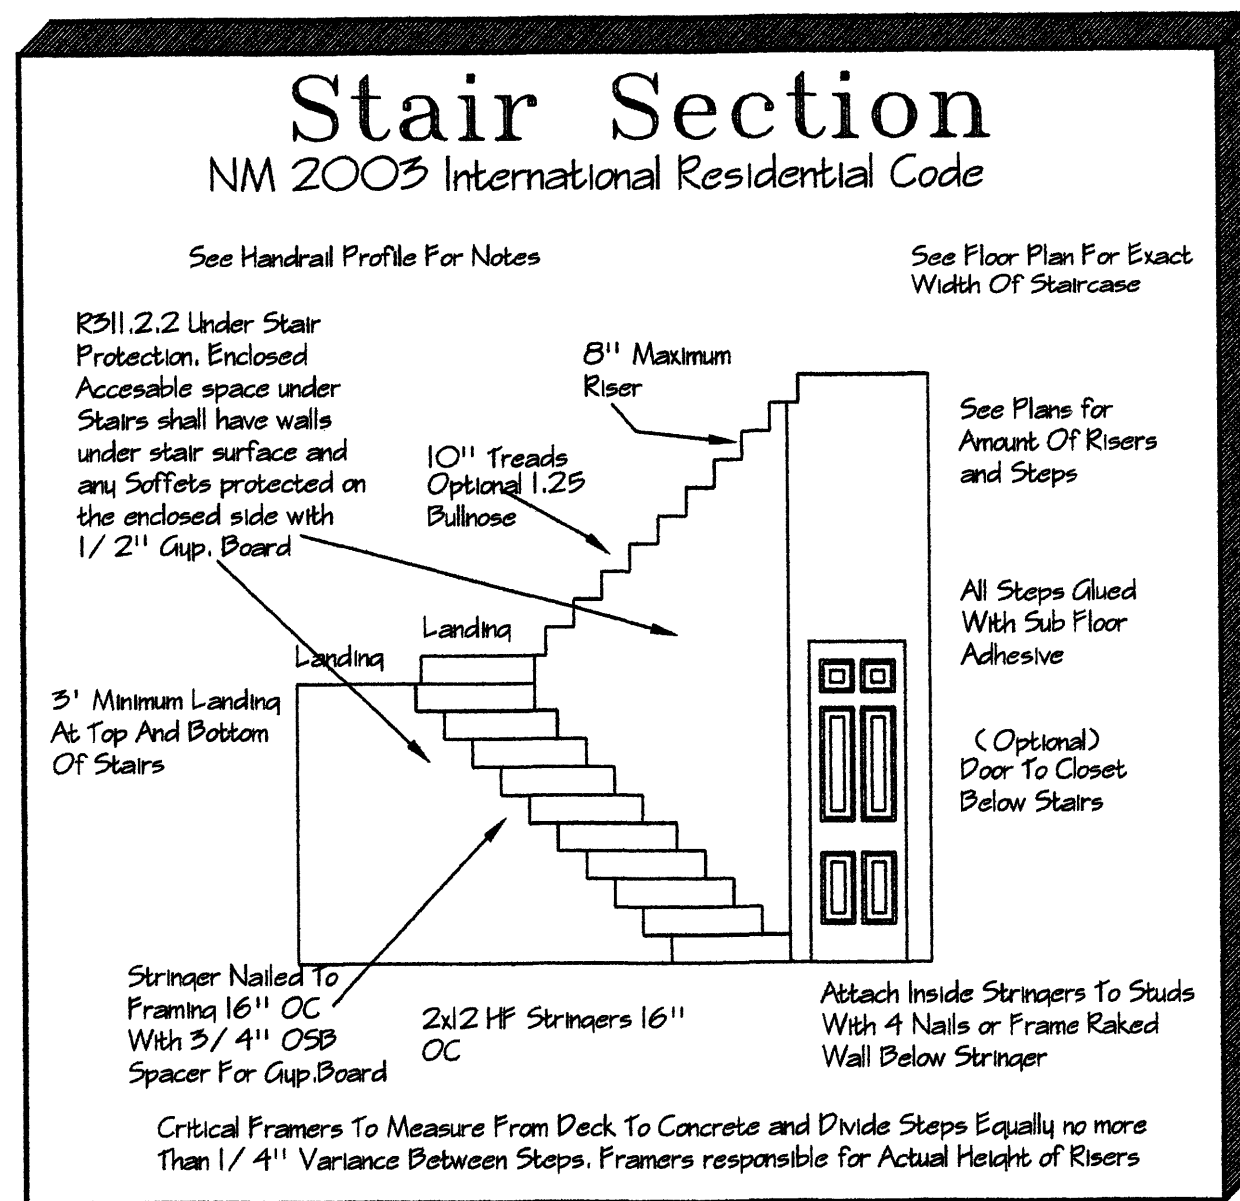 Stair Section
NM 2003 International Residential Code
See Handrail Profile For Notes
See Floor Plan For Exact
Width Of Staircase
R311.2.2 Under Stair
Protection. Enclosed
Accesable space under
Stairs shall have walls
under stair surface and
any Soffets protected on
the enclosed side with
1/2" Gyp. Board
8" Maximum
Riser
10" Treads
Optional 1.25
Bullnose
See Plans for
Amount Of Risers
and Steps
All Steps Glued
With Sub Floor
Adhesive
Landing
Landing
3' Minimum Landing
At Top And Bottom
Of Stairs
(Optional)
Door To Closet
Below Stairs
Stringer Nailed To
Framing 16" OC
With 3/4" OSB
Spacer For Gyp.Board
2x12 HF Stringers 16"
OC
Attach Inside Stringers To Studs
With 4 Nails or Frame Raked
Wall Below Stringer
Critical Framers To Measure From Deck To Concrete and Divide Steps Equally no more
Than 1/4" Variance Between Steps. Framers responsible for Actual Height of Risers